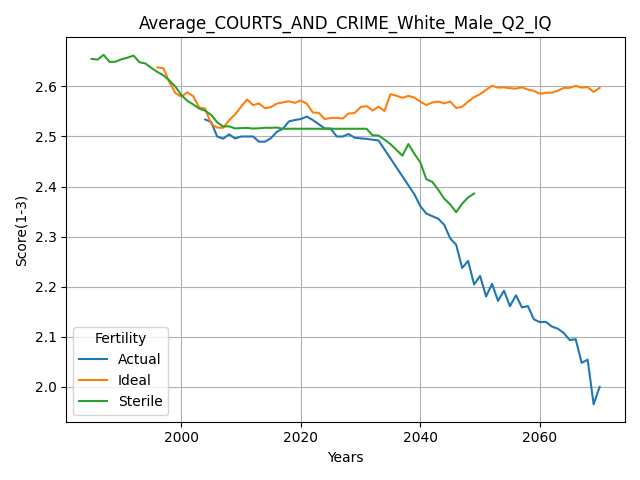 Average_COURTS_AND_CRIME_White_Male_Q2_IQ
Score(1-3)
2.6
2.5
2.4
2.3
2.2
2.1
2.0
Fertility
Actual
Ideal
Sterile
2000 2020 2040 2060
Years